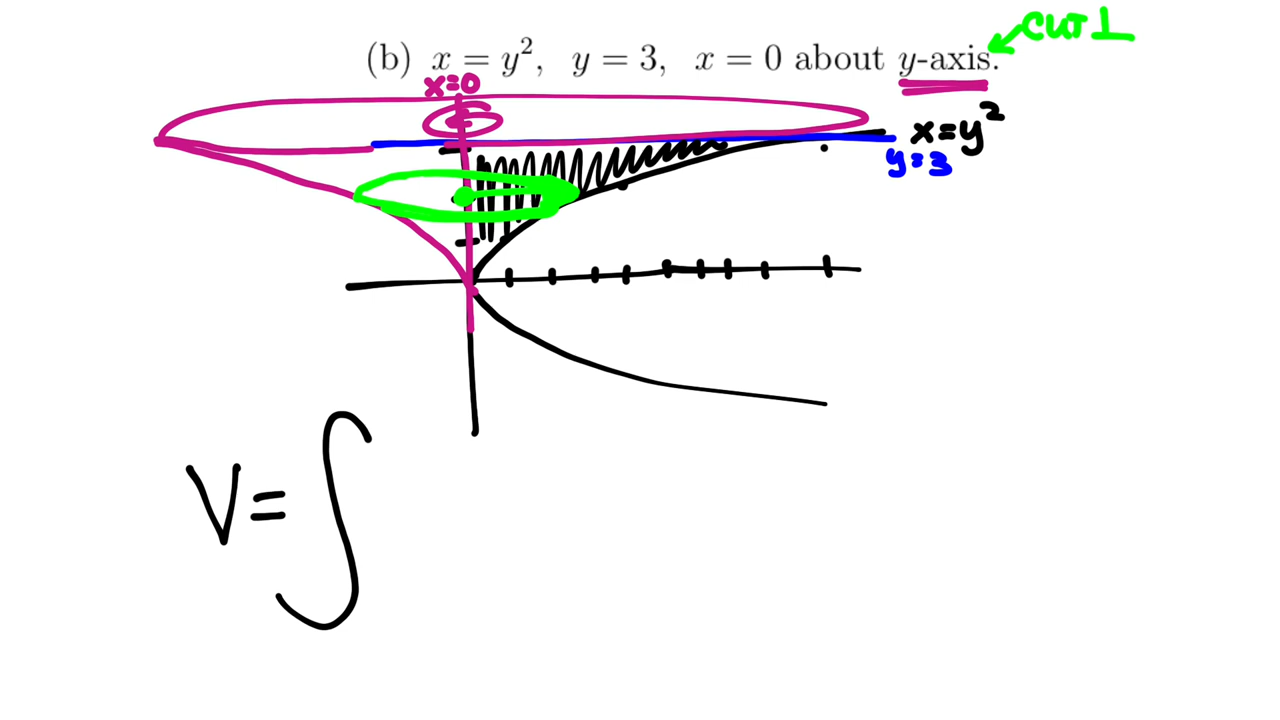 CUT ⊥
(b) x = y², y = 3, x = 0 about y-axis.
x=0
x=y²
y=3
V=∫